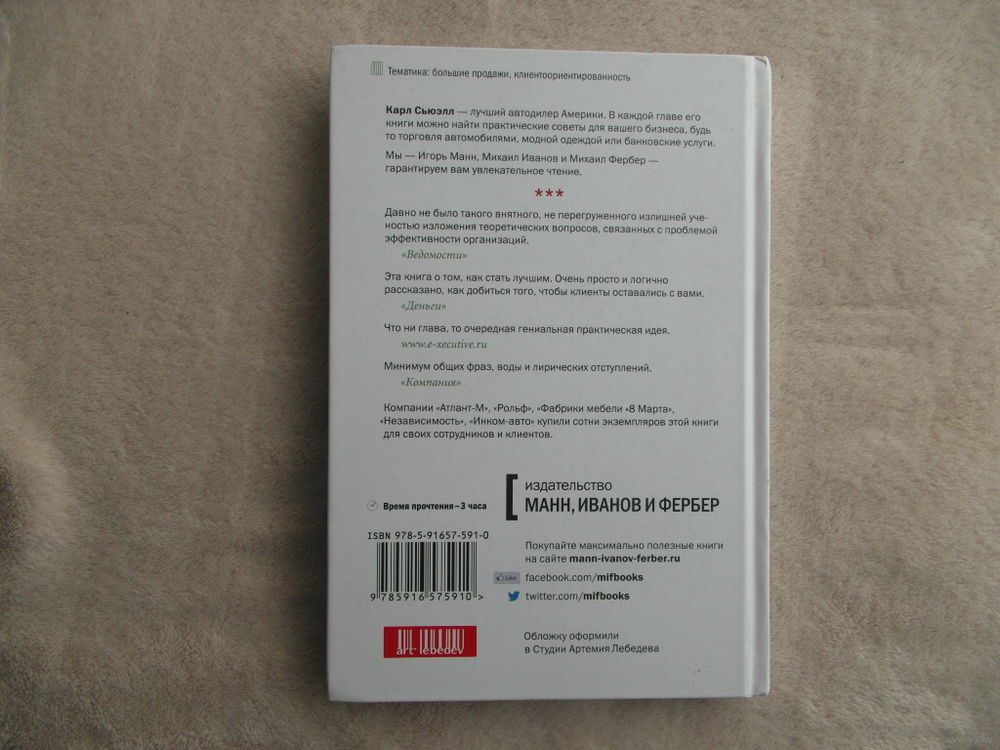 Тематика: большие продажи, клиентоориентированность
Карл Сьюэлл — лучший автодилер Америки. В каждой главе его
книги можно найти практические советы для вашего бизнеса, будь
то торговля автомобилями, модной одеждой или банковские услуги.
Мы — Игорь Манн, Михаил Иванов и Михаил Фербер —
гарантируем вам увлекательное чтение.
***
Давно не было такого внятного, не перегруженного излишней уче-
ностью изложения теоретических вопросов, связанных с проблемой
эффективности организаций.
«Ведомости»
Эта книга о том, как стать лучшим. Очень просто и логично
рассказано, как добиться того, чтобы клиенты оставались с вами.
«Деньги»
Что ни глава, то очередная гениальная практическая идея.
www.e-xecutive.ru
Минимум общих фраз, воды и лирических отступлений.
«Компания»
Компании «Атлант-М», «Рольф», «Фабрики мебели «8 Марта»,
«Независимость», «Инком-авто» купили сотни экземпляров этой книги
для своих сотрудников и клиентов.
Время прочтения – 3 часа
издательство
МАНН, ИВАНОВ И ФЕРБЕР
ISBN 978-5-91657-591-0
9 785916 575910 >
Покупайте максимально полезные книги
на сайте mann-ivanov-ferber.ru
Like facebook.com/mifbooks
twitter.com/mifbooks
art. lebedev
Обложку оформили
в Студии Артемия Лебедева